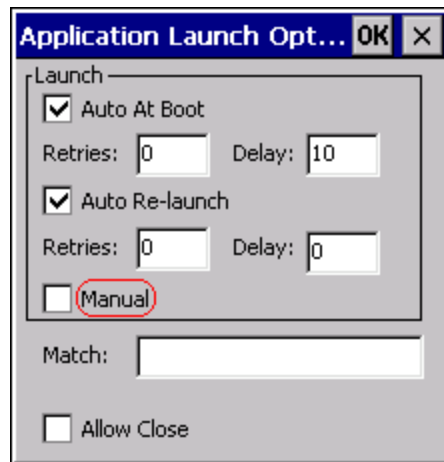 Application Launch Opt... OK ×
Launch
Auto At Boot
Retries: 0 Delay: 10
Auto Re-launch
Retries: 0 Delay: 0
Manual
Match:
Allow Close